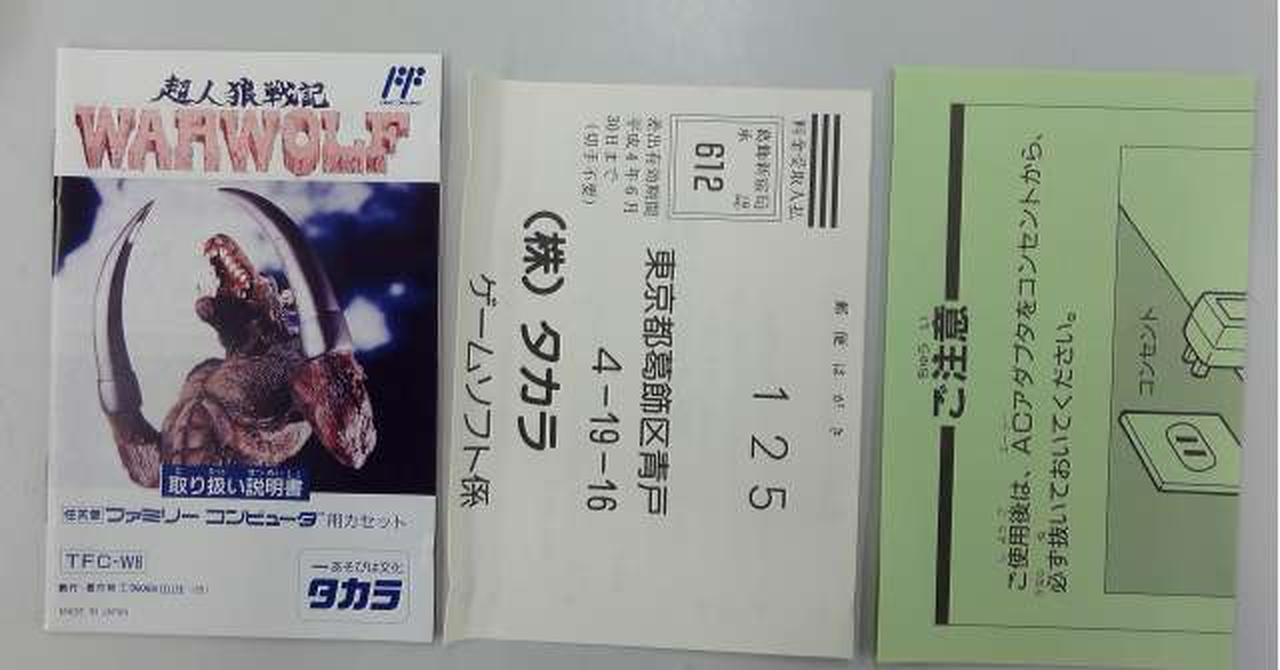 超人狼戦記
WARWOLF
取り扱い説明書
任天堂 ファミリーコンピュータ 用カセット
TFC-W8
あそびは文化
タカラ
MADE IN JAPAN
料金受取人払
葛飾新宿局
承
612
差出有効期間
平成4年6月
30日まで
(切手不要)
郵便はがき
125
東京都葛飾区青戸
4-19-16
(株)タカラ
ゲームソフト係
ご注意
ご使用後は、ACアダプタをコンセントから、
必ず抜いておいてください。
コンセント